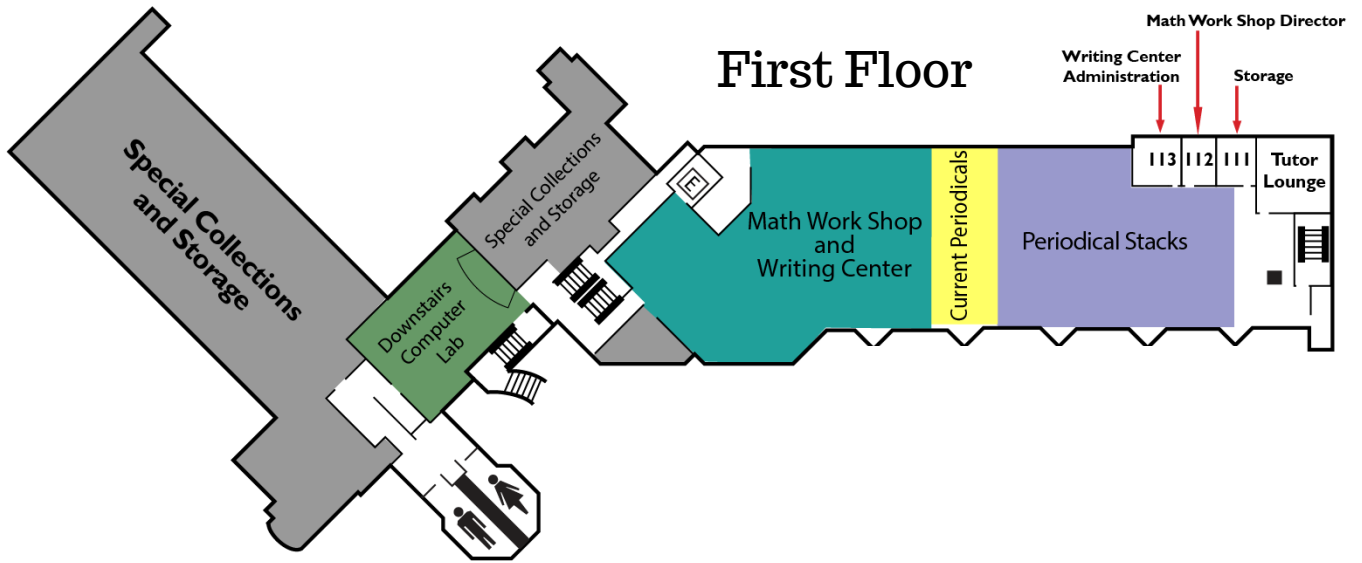 First Floor
Math Work Shop Director
Writing Center
Administration
Storage
113
112
111
Tutor
Lounge
Special Collections
and Storage
Special Collections
and Storage
E
Math Work Shop
and
Writing Center
Current Periodicals
Periodical Stacks
Downstairs
Computer
Lab